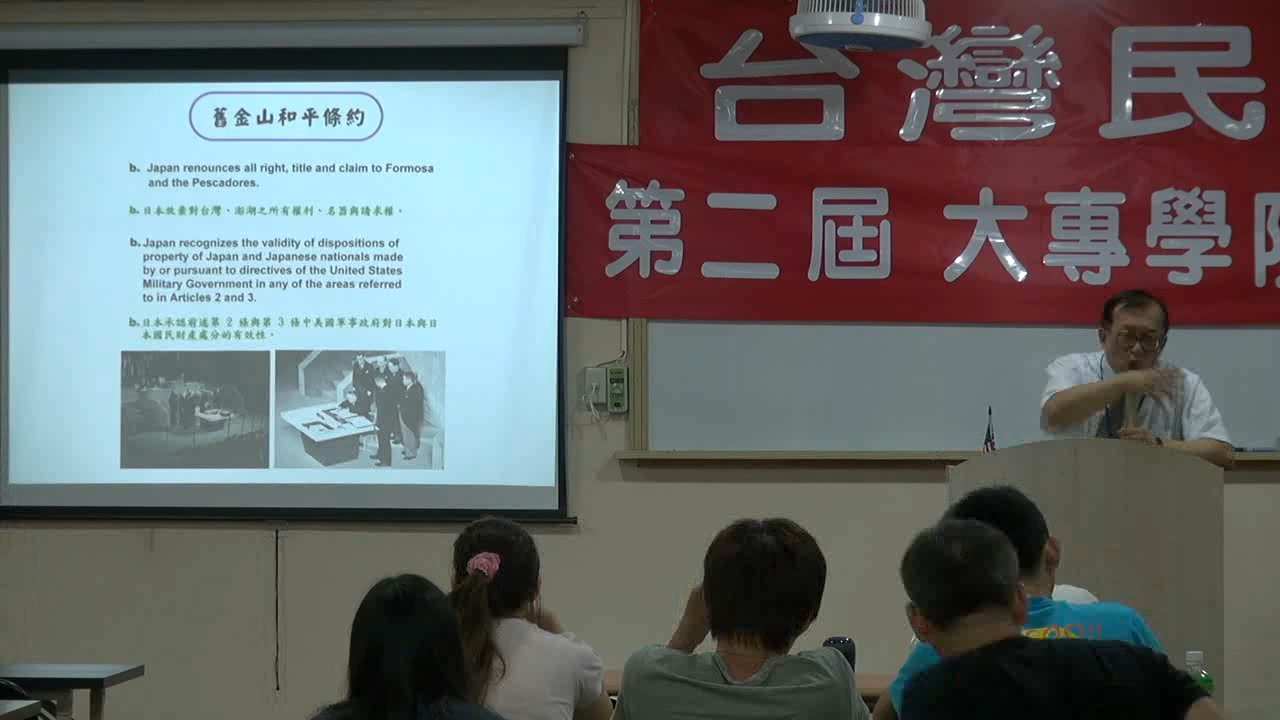 舊金山和平條約
b. Japan renounces all right, title and claim to Formosa
and the Pescadores.
b. 日本放棄對台灣、澎湖之所有權利、名器與請求權。
b. Japan recognizes the validity of dispositions of
property of Japan and Japanese nationals made
by or pursuant to directives of the United States
Military Government in any of the areas referred
to in Articles 2 and 3.
b. 日本承認前述第 2 條與第 3 條中美國軍事政府對日本與日
本國民財產處分的有效性。
台灣民
第二屆 大專學